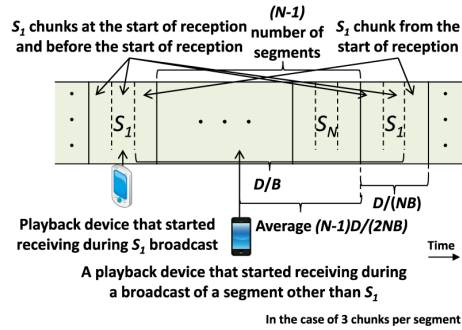 (N-1)
number of
segments
S1 chunks at the start of reception
and before the start of reception
S1 chunk from the
start of reception
S1
• • •
SN
S1
D/B
D/(NB)
Playback device that started
receiving during S1 broadcast
Average (N-1)D/(2NB)
Time
A playback device that started receiving during
a broadcast of a segment other than S1
In the case of 3 chunks per segment